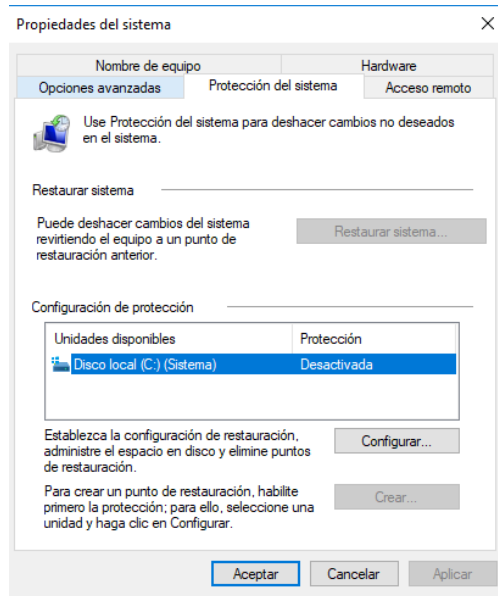 Propiedades del sistema
Nombre de equipo
Hardware
Opciones avanzadas
Protección del sistema
Acceso remoto
Use Protección del sistema para deshacer cambios no deseados
en el sistema.
Restaurar sistema
Puede deshacer cambios del sistema
revirtiendo el equipo a un punto de
restauración anterior.
Restaurar sistema...
Configuración de protección
Unidades disponibles
Protección
Disco local (C:) (Sistema)
Desactivada
Establezca la configuración de restauración,
administre el espacio en disco y elimine puntos
de restauración.
Configurar...
Para crear un punto de restauración, habilite
primero la protección; para ello, seleccione una
unidad y haga clic en Configurar.
Crear...
Aceptar
Cancelar
Aplicar